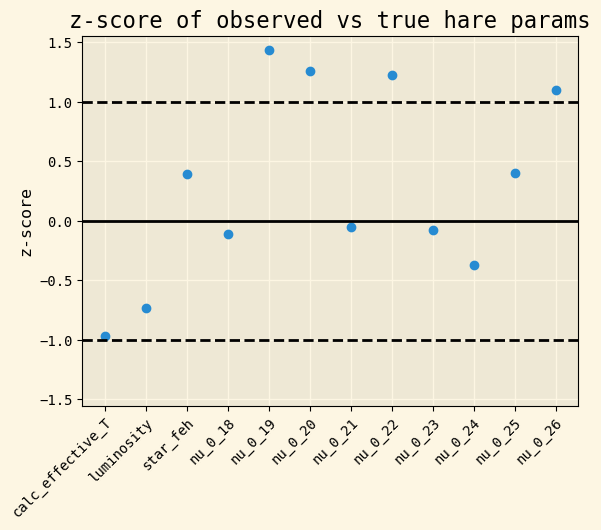 z-score of observed vs true hare params
1.5
1.0
0.5
0.0
−0.5
−1.0
−1.5
z-score
calc_effective_T
luminosity
star_feh
nu_0_18
nu_0_19
nu_0_20
nu_0_21
nu_0_22
nu_0_23
nu_0_24
nu_0_25
nu_0_26